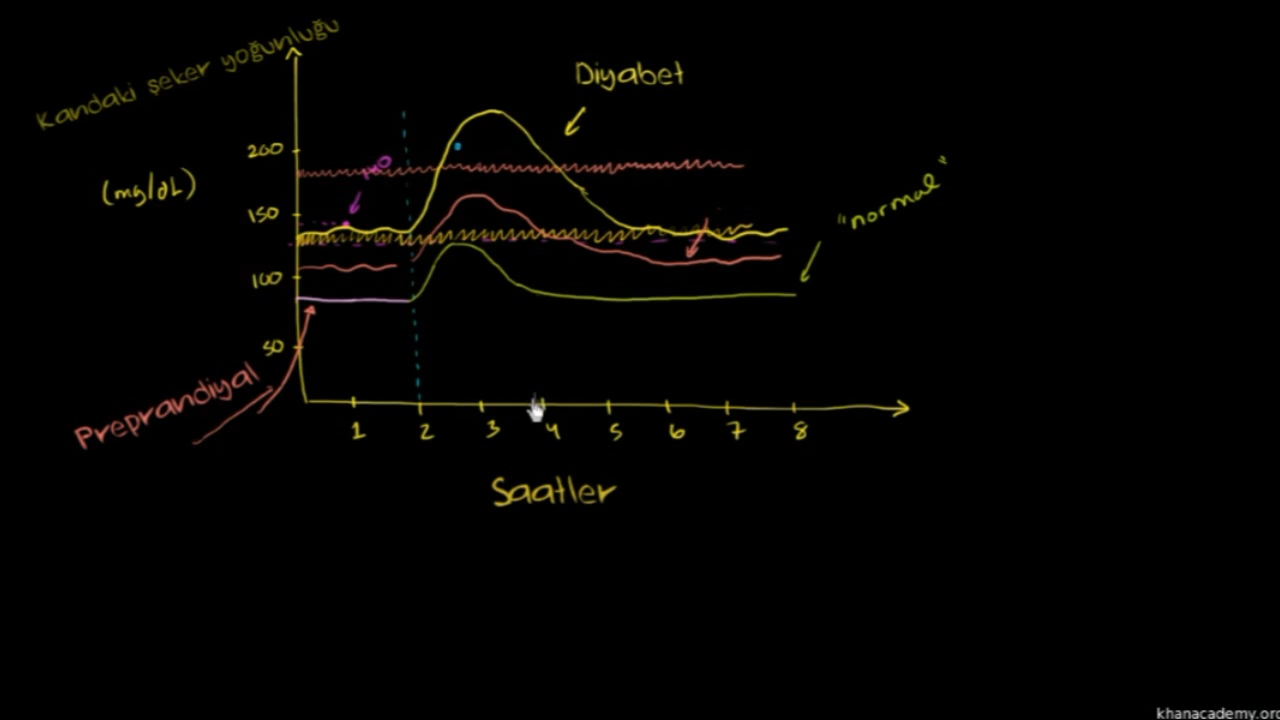 Kandaki şeker yoğunluğu
(mg/dL)
Diyabet
"normal"
200
150
100
50
140
Preprandiyal
1 2 3 4 5 6 7 8
Saatler
khanacademy.org